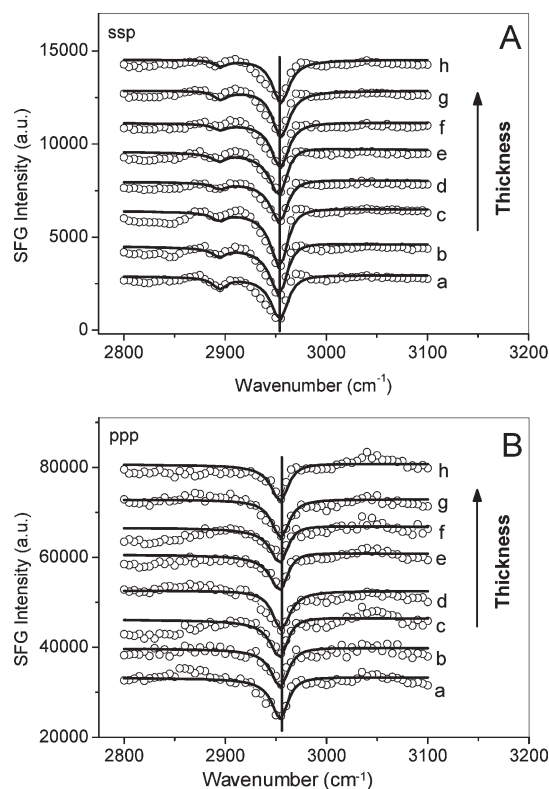 ssp
A
15000
10000
5000
0
h
g
f
e
d
c
b
a
Thickness
SFG Intensity (a.u.)
2800 2900 3000 3100 3200
Wavenumber (cm⁻¹)
ppp
B
80000
60000
40000
20000
h
g
f
e
d
c
b
a
Thickness
SFG Intensity (a.u.)
2800 2900 3000 3100 3200
Wavenumber (cm⁻¹)